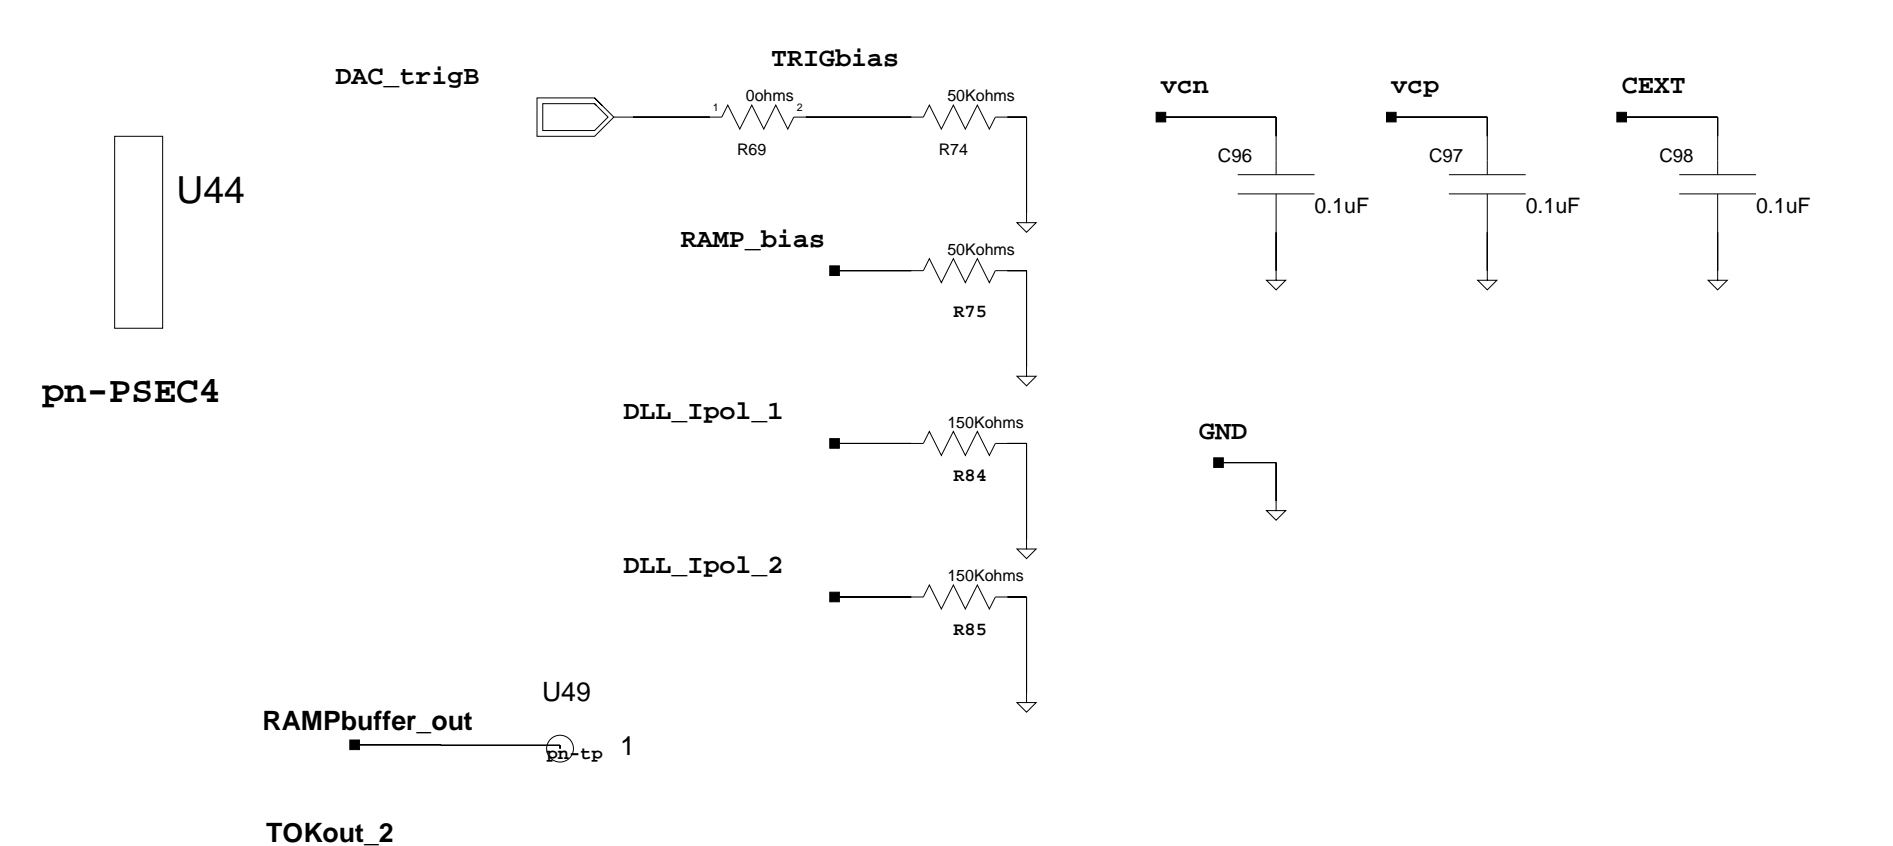 TRIGbias
DAC_trigB
0ohms
1
2
R69
50Kohms
R74
vcn
C96
0.1uF
vcp
C97
0.1uF
CEXT
C98
0.1uF
U44
pn-PSEC4
RAMP_bias
50Kohms
R75
DLL_Ipol_1
150Kohms
R84
GND
DLL_Ipol_2
150Kohms
R85
U49
RAMPbuffer_out
pn-tp
1
TOKout_2